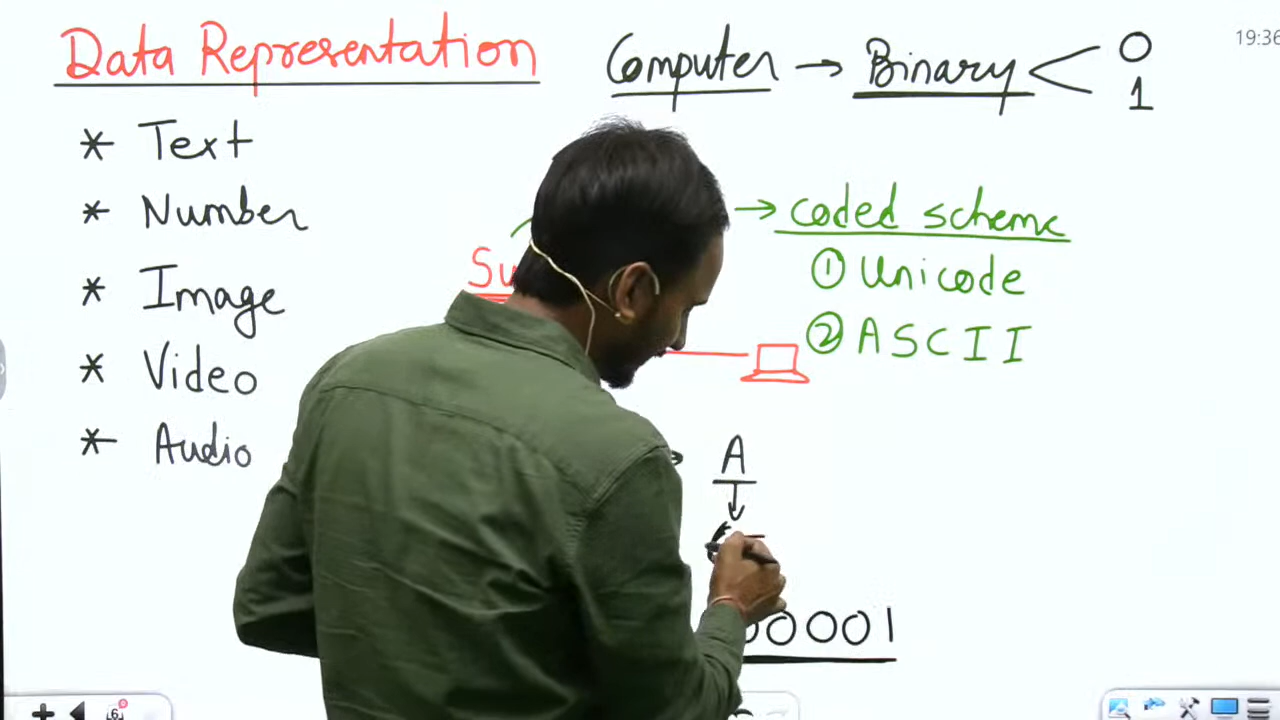 Data Representation
Computer → Binary < 0
1
* Text
* Number
* Image
* Video
* Audio
→ coded scheme
① Unicode
② ASCII
A
00001
19:36